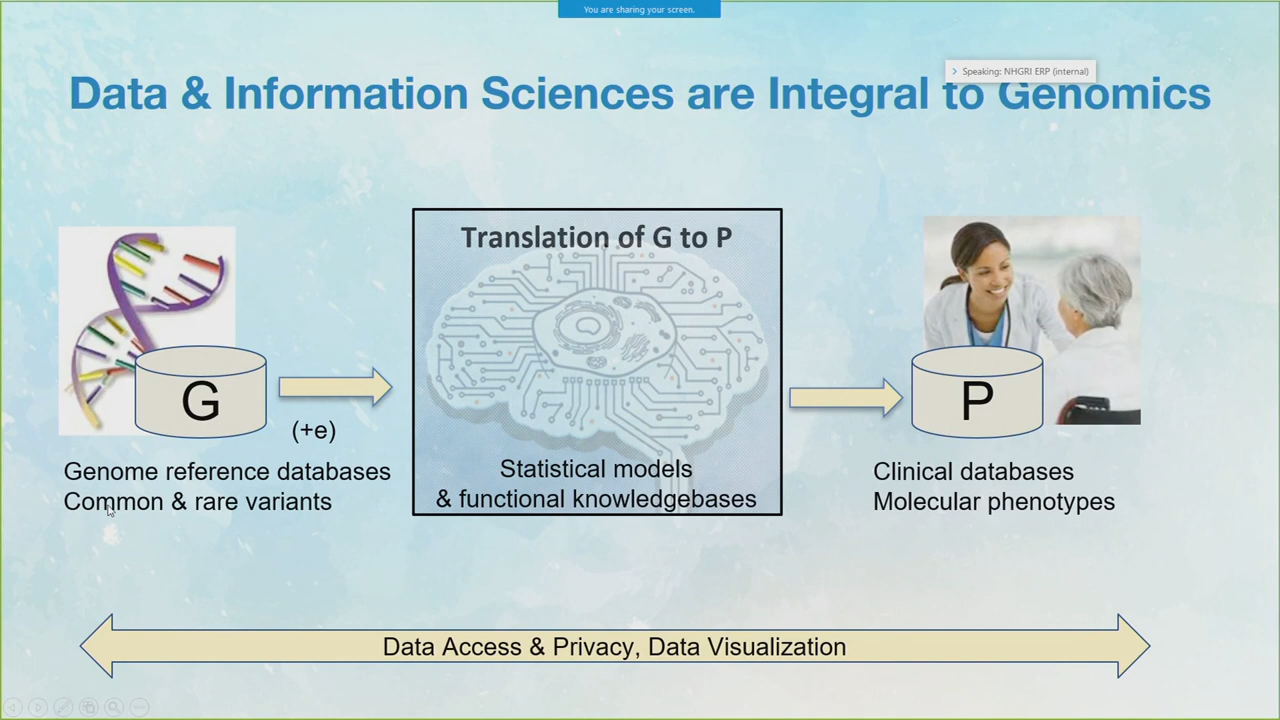 You are sharing your screen.
Speaking: NHGRI ERP (internal)
Data & Information Sciences are Integral to Genomics
Translation of G to P
G
(+e)
P
Genome reference databases
Common & rare variants
Statistical models
& functional knowledgebases
Clinical databases
Molecular phenotypes
Data Access & Privacy, Data Visualization